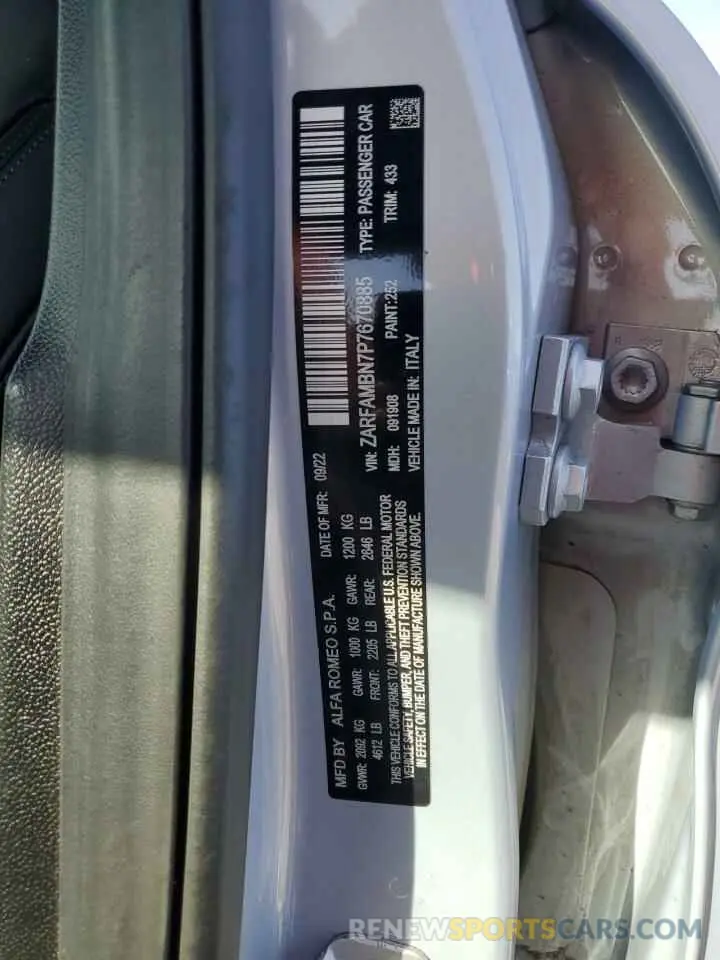 MFD BY ALFA ROMEO S.P.A. DATE OF MFR: 09/22
GVWR: 2092 KG GAWR: 1000 KG GAWR: 1200 KG
4612 LB FRONT: 2205 LB REAR: 2646 LB
THIS VEHICLE CONFORMS TO ALL APPLICABLE U.S. FEDERAL MOTOR
VEHICLE SAFETY, BUMPER, AND THEFT PREVENTION STANDARDS
IN EFFECT ON THE DATE OF MANUFACTURE SHOWN ABOVE.
VIN: ZARFAMBN7P7670885 TYPE: PASSENGER CAR
MDH: 091908 PAINT:252 TRIM: 433
VEHICLE MADE IN: ITALY
RENEWSPORTSCARS.COM